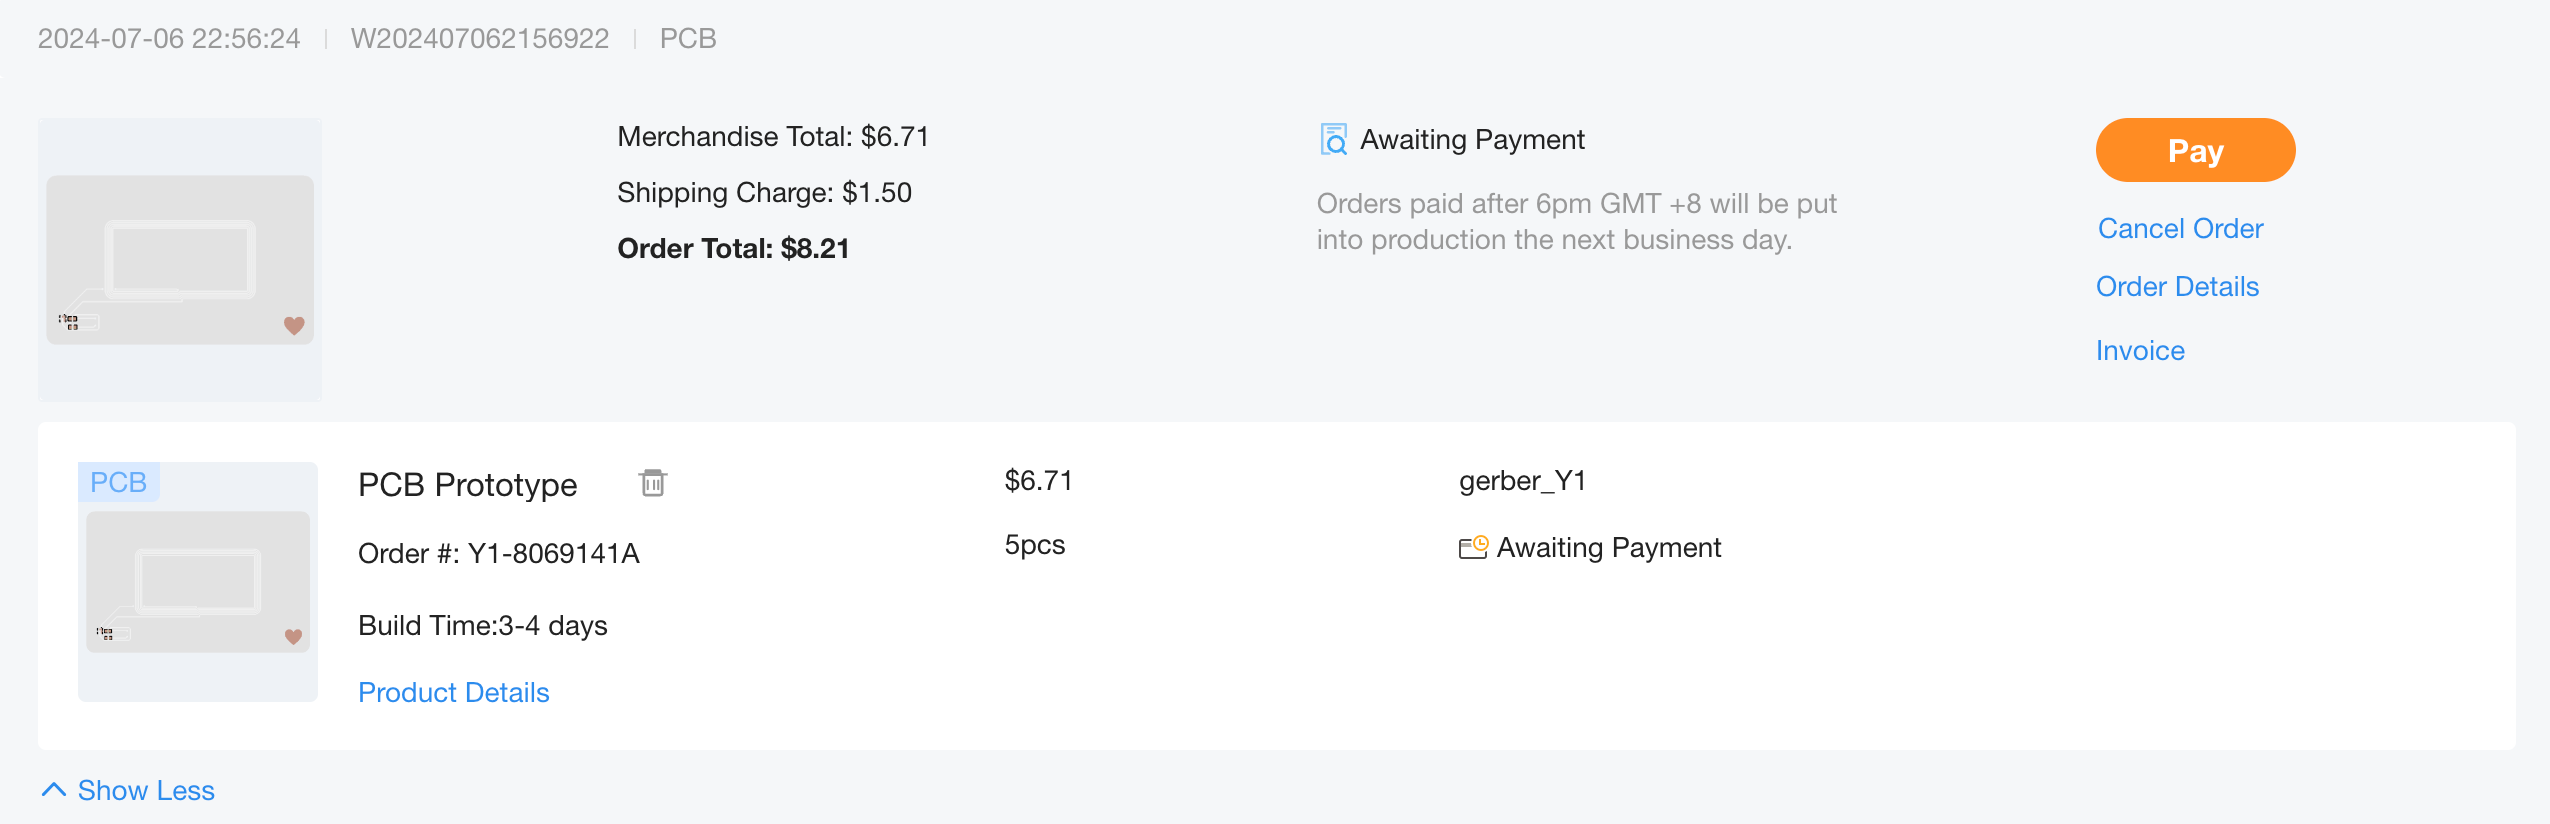 2024-07-06 22:56:24 | W202407062156922 | PCB
Merchandise Total: $6.71
Shipping Charge: $1.50
Order Total: $8.21
Awaiting Payment
Orders paid after 6pm GMT +8 will be put
into production the next business day.
Pay
Cancel Order
Order Details
Invoice
PCB
PCB Prototype
Order #: Y1-8069141A
Build Time:3-4 days
Product Details
$6.71
5pcs
gerber_Y1
Awaiting Payment
Show Less